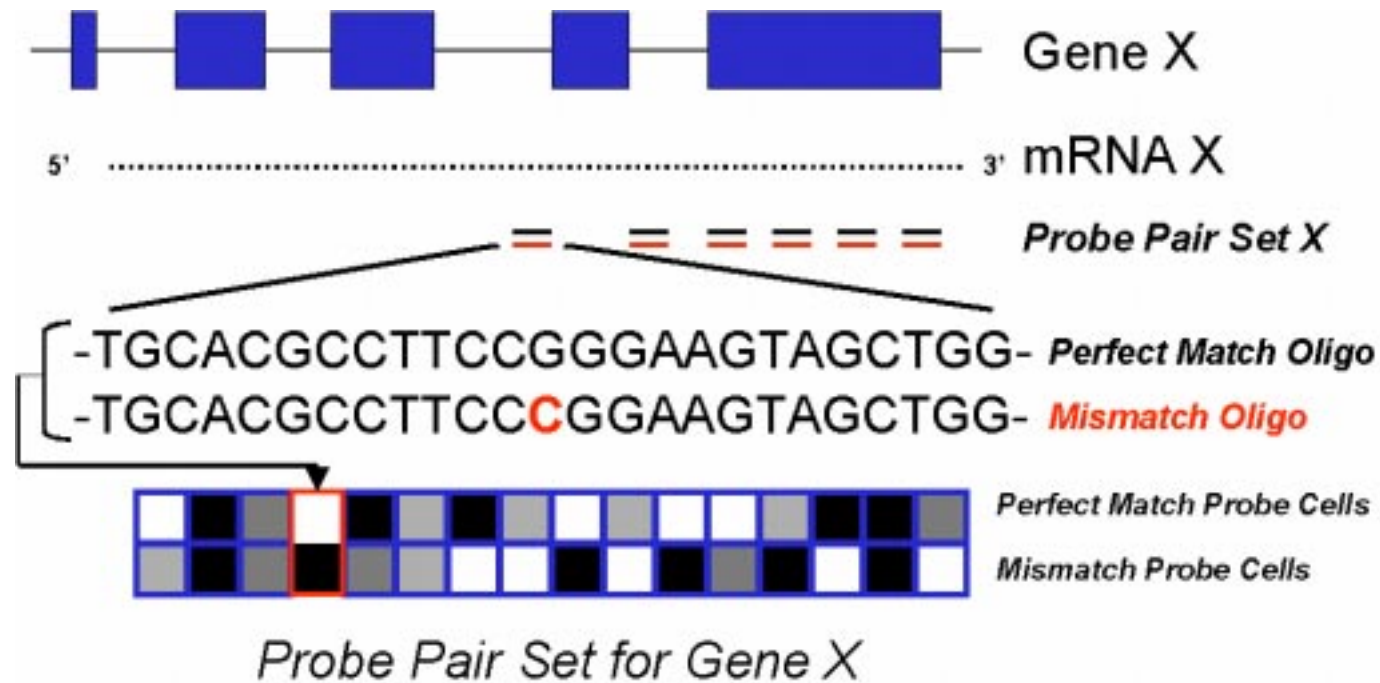 Gene X
5' 3' mRNA X
Probe Pair Set X
-TGCACGCCTTCCGGGAAGTAGCTGG- Perfect Match Oligo
-TGCACGCCTTCCCGGAAGTAGCTGG- Mismatch Oligo
Perfect Match Probe Cells
Mismatch Probe Cells
Probe Pair Set for Gene X